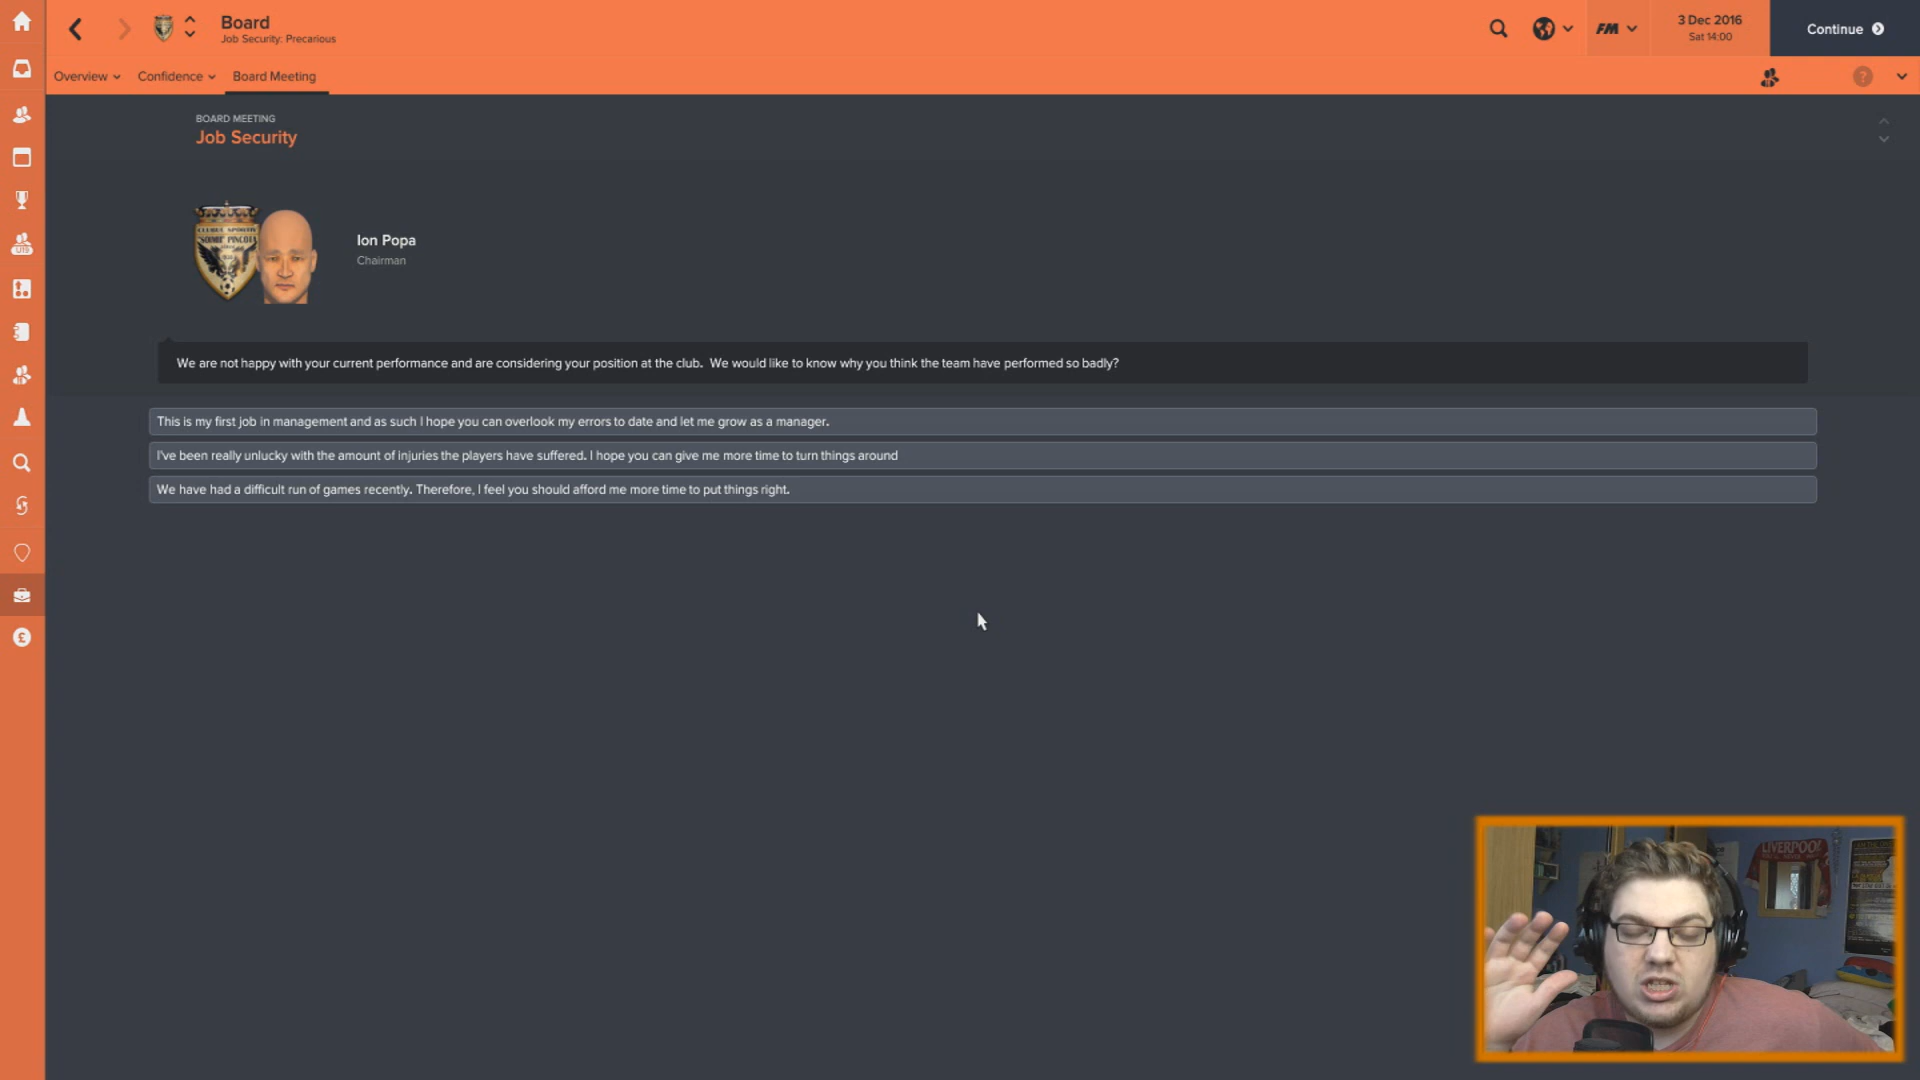 Board
Job Security: Precarious
FM
3 Dec 2016
Sat 14:00
Continue
Overview
Confidence
Board Meeting
?
BOARD MEETING
Job Security
Ion Popa
Chairman
We are not happy with your current performance and are considering your position at the club. We would like to know why you think the team have performed so badly?
This is my first job in management and as such I hope you can overlook my errors to date and let me grow as a manager.
I've been really unlucky with the amount of injuries the players have suffered. I hope you can give me more time to turn things around
We have had a difficult run of games recently. Therefore, I feel you should afford me more time to put things right.
£
LIVERPOOL